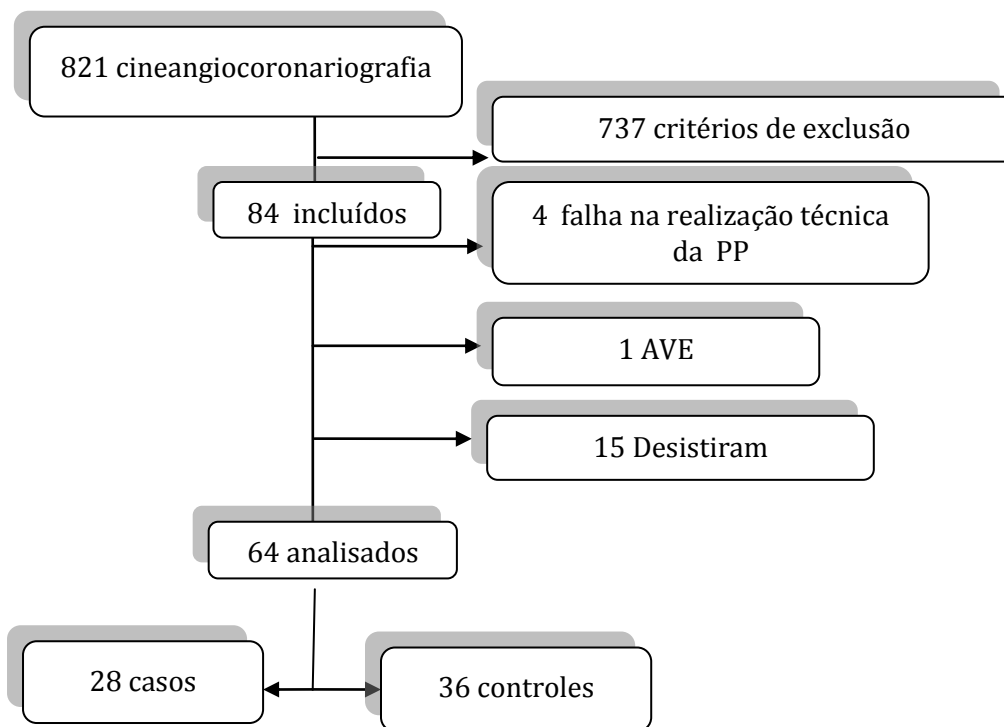 821 cineangiocoronariografia
737 critérios de exclusão
84 incluídos
4 falha na realização técnica
da PP
1 AVE
15 Desistiram
64 analisados
28 casos
36 controles